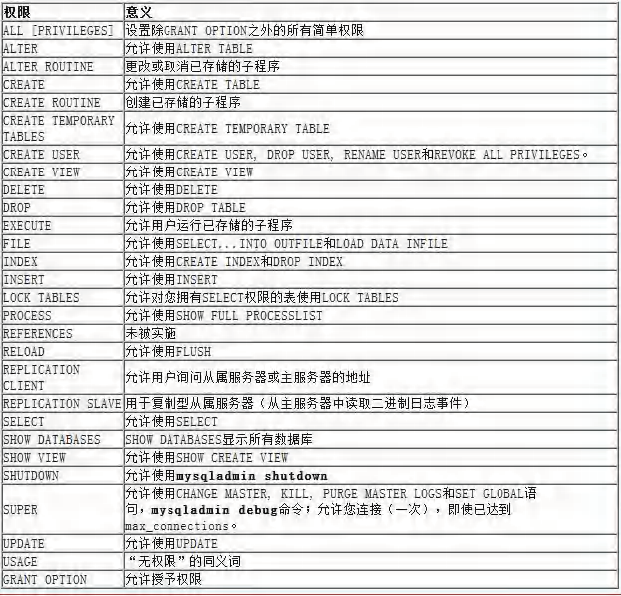 权限 意义
ALL [PRIVILEGES] 设置除GRANT OPTION之外的所有简单权限
ALTER 允许使用ALTER TABLE
ALTER ROUTINE 更改或取消已存储的子程序
CREATE 允许使用CREATE TABLE
CREATE ROUTINE 创建已存储的子程序
CREATE TEMPORARY
TABLES 允许使用CREATE TEMPORARY TABLE
CREATE USER 允许使用CREATE USER, DROP USER, RENAME USER和REVOKE ALL PRIVILEGES。
CREATE VIEW 允许使用CREATE VIEW
DELETE 允许使用DELETE
DROP 允许使用DROP TABLE
EXECUTE 允许用户运行已存储的子程序
FILE 允许使用SELECT...INTO OUTFILE和LOAD DATA INFILE
INDEX 允许使用CREATE INDEX和DROP INDEX
INSERT 允许使用INSERT
LOCK TABLES 允许对您拥有SELECT权限的表使用LOCK TABLES
PROCESS 允许使用SHOW FULL PROCESSLIST
REFERENCES 未被实施
RELOAD 允许使用FLUSH
REPLICATION
CLIENT 允许用户询问从属服务器或主服务器的地址
REPLICATION SLAVE 用于复制型从属服务器（从主服务器中读取二进制日志事件）
SELECT 允许使用SELECT
SHOW DATABASES SHOW DATABASES显示所有数据库
SHOW VIEW 允许使用SHOW CREATE VIEW
SHUTDOWN 允许使用mysqladmin shutdown
SUPER 允许使用CHANGE MASTER, KILL, PURGE MASTER LOGS和SET GLOBAL语
句，mysqladmin debug命令；允许您连接（一次），即使已达到
max_connections。
UPDATE 允许使用UPDATE
USAGE “无权限”的同义词
GRANT OPTION 允许授予权限